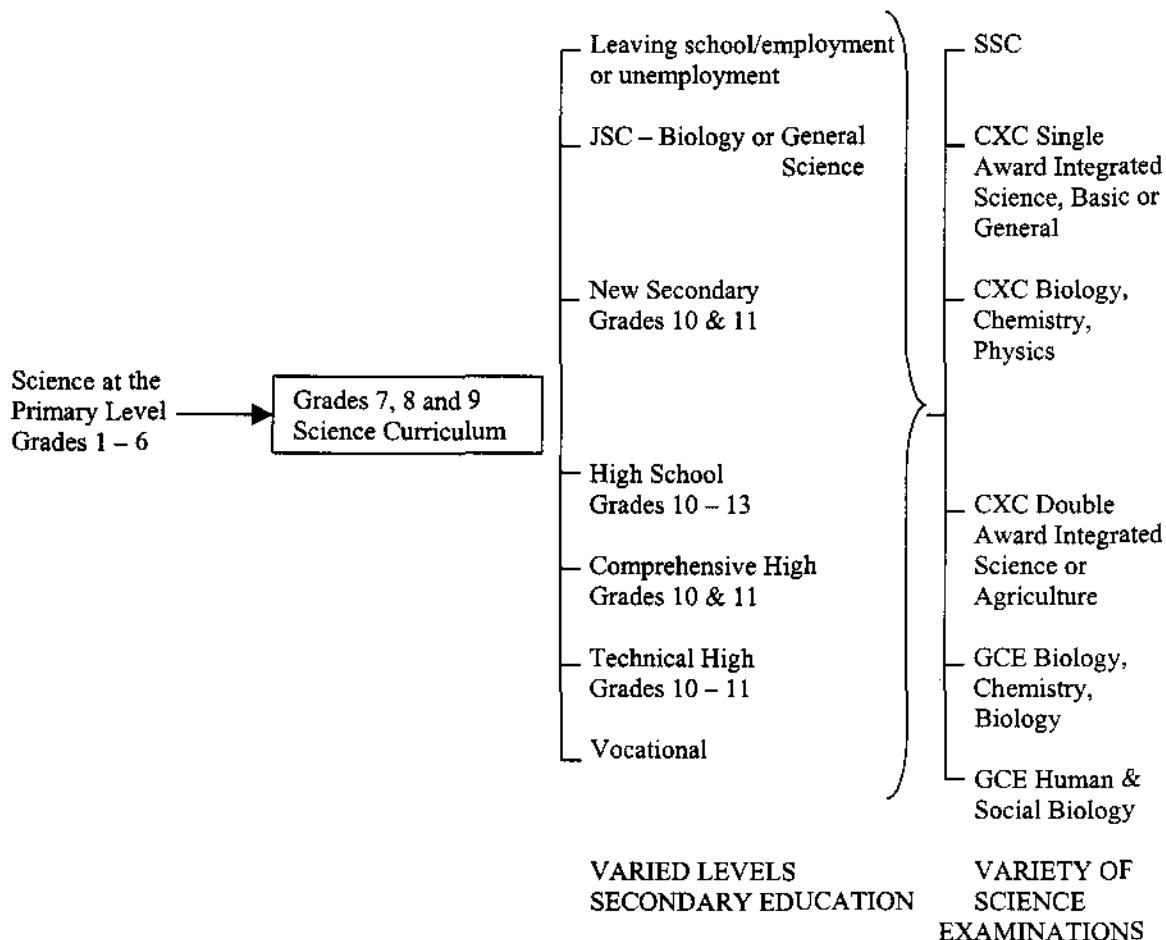 Science at the
Primary Level
Grades 1 – 6
Grades 7, 8 and 9
Science Curriculum
Leaving school/employment
or unemployment
JSC – Biology or General
Science
New Secondary
Grades 10 & 11
High School
Grades 10 – 13
Comprehensive High
Grades 10 & 11
Technical High
Grades 10 – 11
Vocational
VARIED LEVELS
SECONDARY EDUCATION
SSC
CXC Single
Award Integrated
Science, Basic or
General
CXC Biology,
Chemistry,
Physics
CXC Double
Award Integrated
Science or
Agriculture
GCE Biology,
Chemistry,
Biology
GCE Human &
Social Biology
VARIETY OF
SCIENCE
EXAMINATIONS